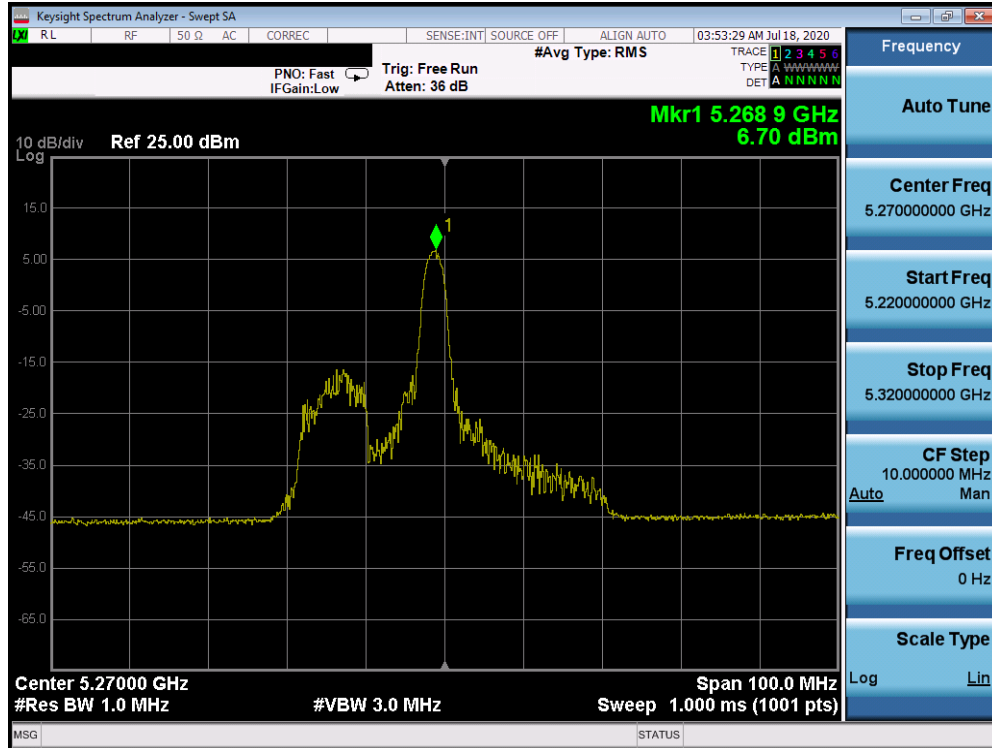 Keysight Spectrum Analyzer - Swept SA
LXI RL RF 50 Ω AC CORREC SENSE:INT SOURCE OFF ALIGN AUTO 03:53:29 AM Jul 18, 2020
#Avg Type: RMS
TRACE 1 2 3 4 5 6
PNO: Fast Trig: Free Run
TYPE A WWWWW
IFGain:Low Atten: 36 dB
DET A N N N N N
Mkr1 5.268 9 GHz
6.70 dBm
10 dB/div Ref 25.00 dBm
Log
1
15.0
5.00
-5.00
-15.0
-25.0
-35.0
-45.0
-55.0
-65.0
Center 5.27000 GHz Span 100.0 MHz
#Res BW 1.0 MHz #VBW 3.0 MHz Sweep 1.000 ms (1001 pts)
MSG STATUS
Frequency
Auto Tune
Center Freq
5.270000000 GHz
Start Freq
5.220000000 GHz
Stop Freq
5.320000000 GHz
CF Step
10.000000 MHz
Auto Man
Freq Offset
0 Hz
Scale Type
Log Lin